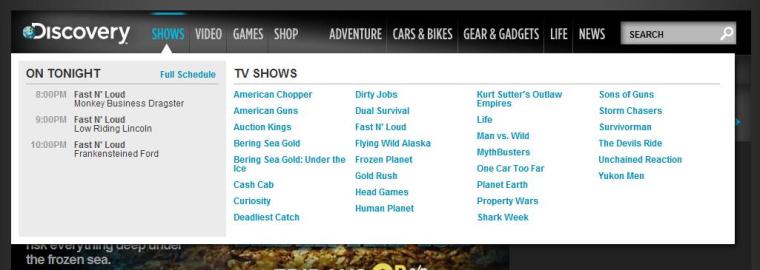 Discovery
SHOWS VIDEO GAMES SHOP ADVENTURE CARS & BIKES GEAR & GADGETS LIFE NEWS SEARCH
ON TONIGHT Full Schedule
8:00PM Fast N' Loud
Monkey Business Dragster
9:00PM Fast N' Loud
Low Riding Lincoln
10:00PM Fast N' Loud
Frankensteined Ford
TV SHOWS
American Chopper
American Guns
Auction Kings
Bering Sea Gold
Bering Sea Gold: Under the
Ice
Cash Cab
Curiosity
Deadliest Catch
Dirty Jobs
Dual Survival
Fast N' Loud
Flying Wild Alaska
Frozen Planet
Gold Rush
Head Games
Human Planet
Kurt Sutter's Outlaw
Empires
Life
Man vs. Wild
MythBusters
One Car Too Far
Planet Earth
Property Wars
Shark Week
Sons of Guns
Storm Chasers
Survivorman
The Devils Ride
Unchained Reaction
Yukon Men
risk everything deep under
the frozen sea.